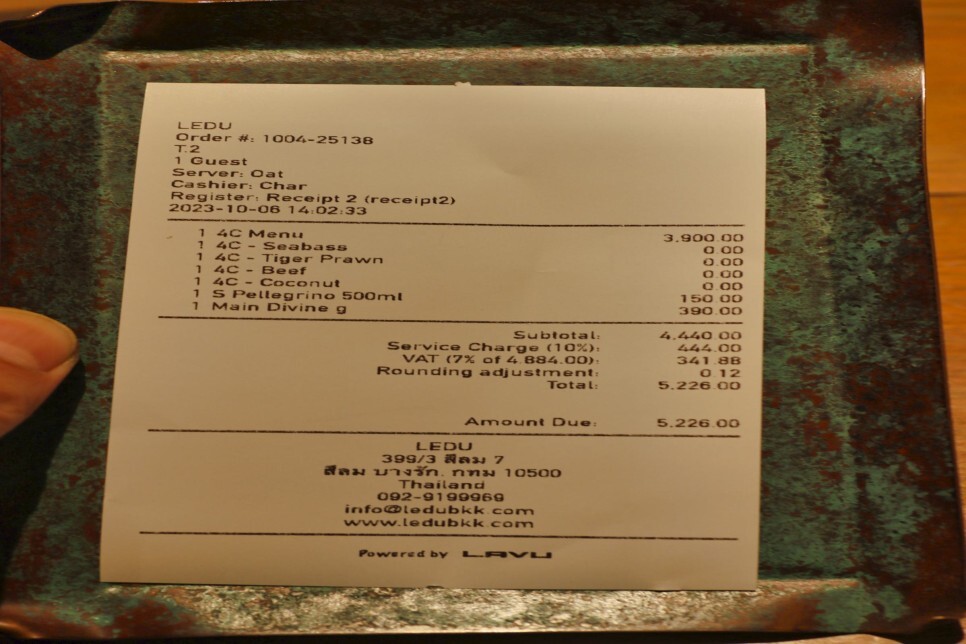 LEDU
Order #: 1004-25138
T.2
1 Guest
Server: Oat
Cashier: Char
Register: Receipt 2 (receipt2)
2023-10-06 14:02:33
1 4C Menu 3,900.00
1 4C - Seabass 0.00
1 4C - Tiger Prawn 0.00
1 4C - Beef 0.00
1 4C - Coconut 0.00
1 S Pellegrino 500ml 150.00
1 Main Divine g 390.00
Subtotal: 4,440.00
Service Charge (10%): 444.00
VAT (7% of 4,884.00): 341.88
Rounding adjustment: 0.12
Total: 5,226.00
Amount Due: 5,226.00
LEDU
399/3 สีลม 7
สีลม บางรัก, กทม 10500
Thailand
092-9199969
info@ledubkk.com
www.ledubkk.com
Powered by LAVU